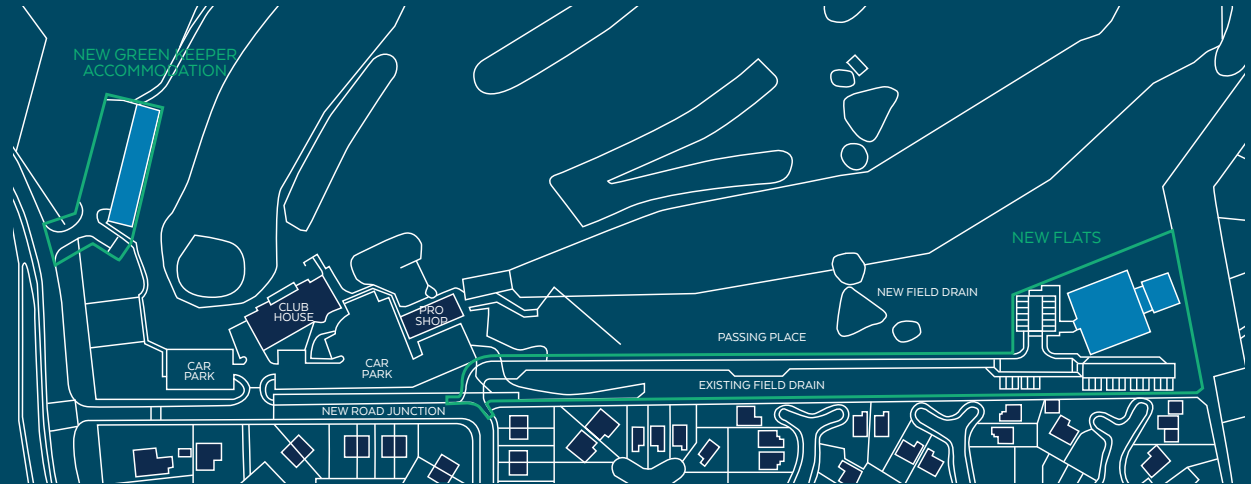 NEW GREEN KEEPER
ACCOMMODATION
NEW FLATS
NEW FIELD DRAIN
CLUB
HOUSE
PRO
SHOP
PASSING PLACE
CAR
PARK
CAR
PARK
EXISTING FIELD DRAIN
NEW ROAD JUNCTION